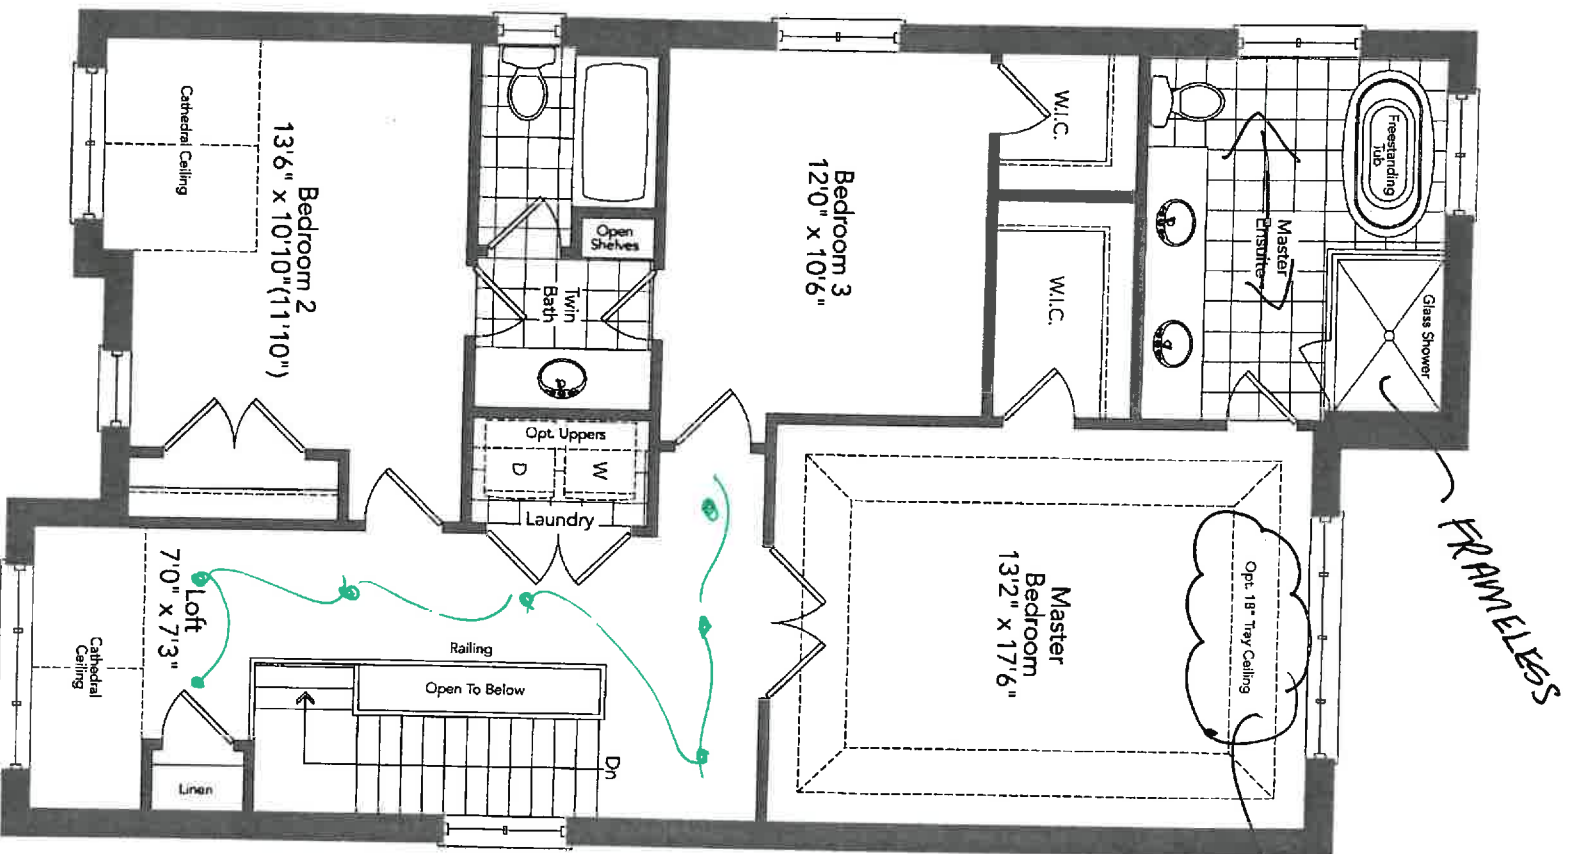 Cathedral Ceiling
Bedroom 2
13'6" x 10'10"(11'10")
Open
Shelves
Twin
Bath
Bedroom 3
12'0" x 10'6"
W.I.C.
W.I.C.
Freestanding
Tub
Master
Ensuite
Glass Shower
FRAMELESS
Opt. Uppers
D
W
Laundry
Master
Bedroom
13'2" x 17'6"
Opt. 18" Tray Ceiling
Loft
7'0" x 7'3"
Cathedral
Ceiling
Railing
Open To Below
Dn
Linen